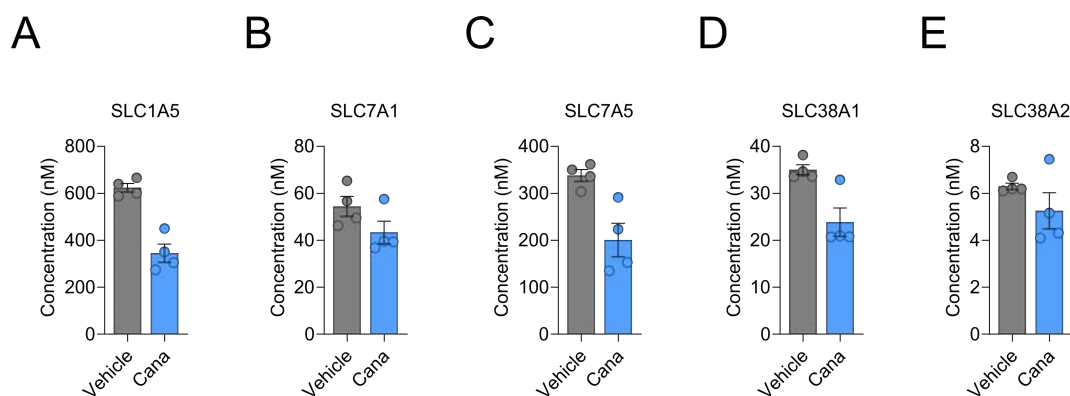 A
B
C
D
E
SLC1A5
SLC7A1
SLC7A5
SLC38A1
SLC38A2
Concentration (nM)
800
600
400
200
0
Vehicle
Cana
Concentration (nM)
80
60
40
20
0
Vehicle
Cana
Concentration (nM)
400
300
200
100
0
Vehicle
Cana
Concentration (nM)
40
30
20
10
0
Vehicle
Cana
Concentration (nM)
8
6
4
2
0
Vehicle
Cana